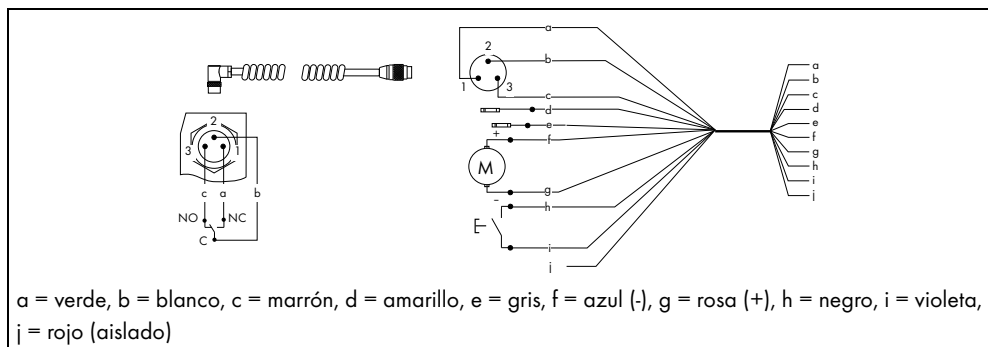 a
2
b
1
3
c
d
e
+
f
M
g
−
h
i
j
a
b
c
d
e
f
g
h
i
j
2
3
1
c a b
NO
NC
C
a = verde, b = blanco, c = marrón, d = amarillo, e = gris, f = azul (-), g = rosa (+), h = negro, i = violeta,
j = rojo (aislado)